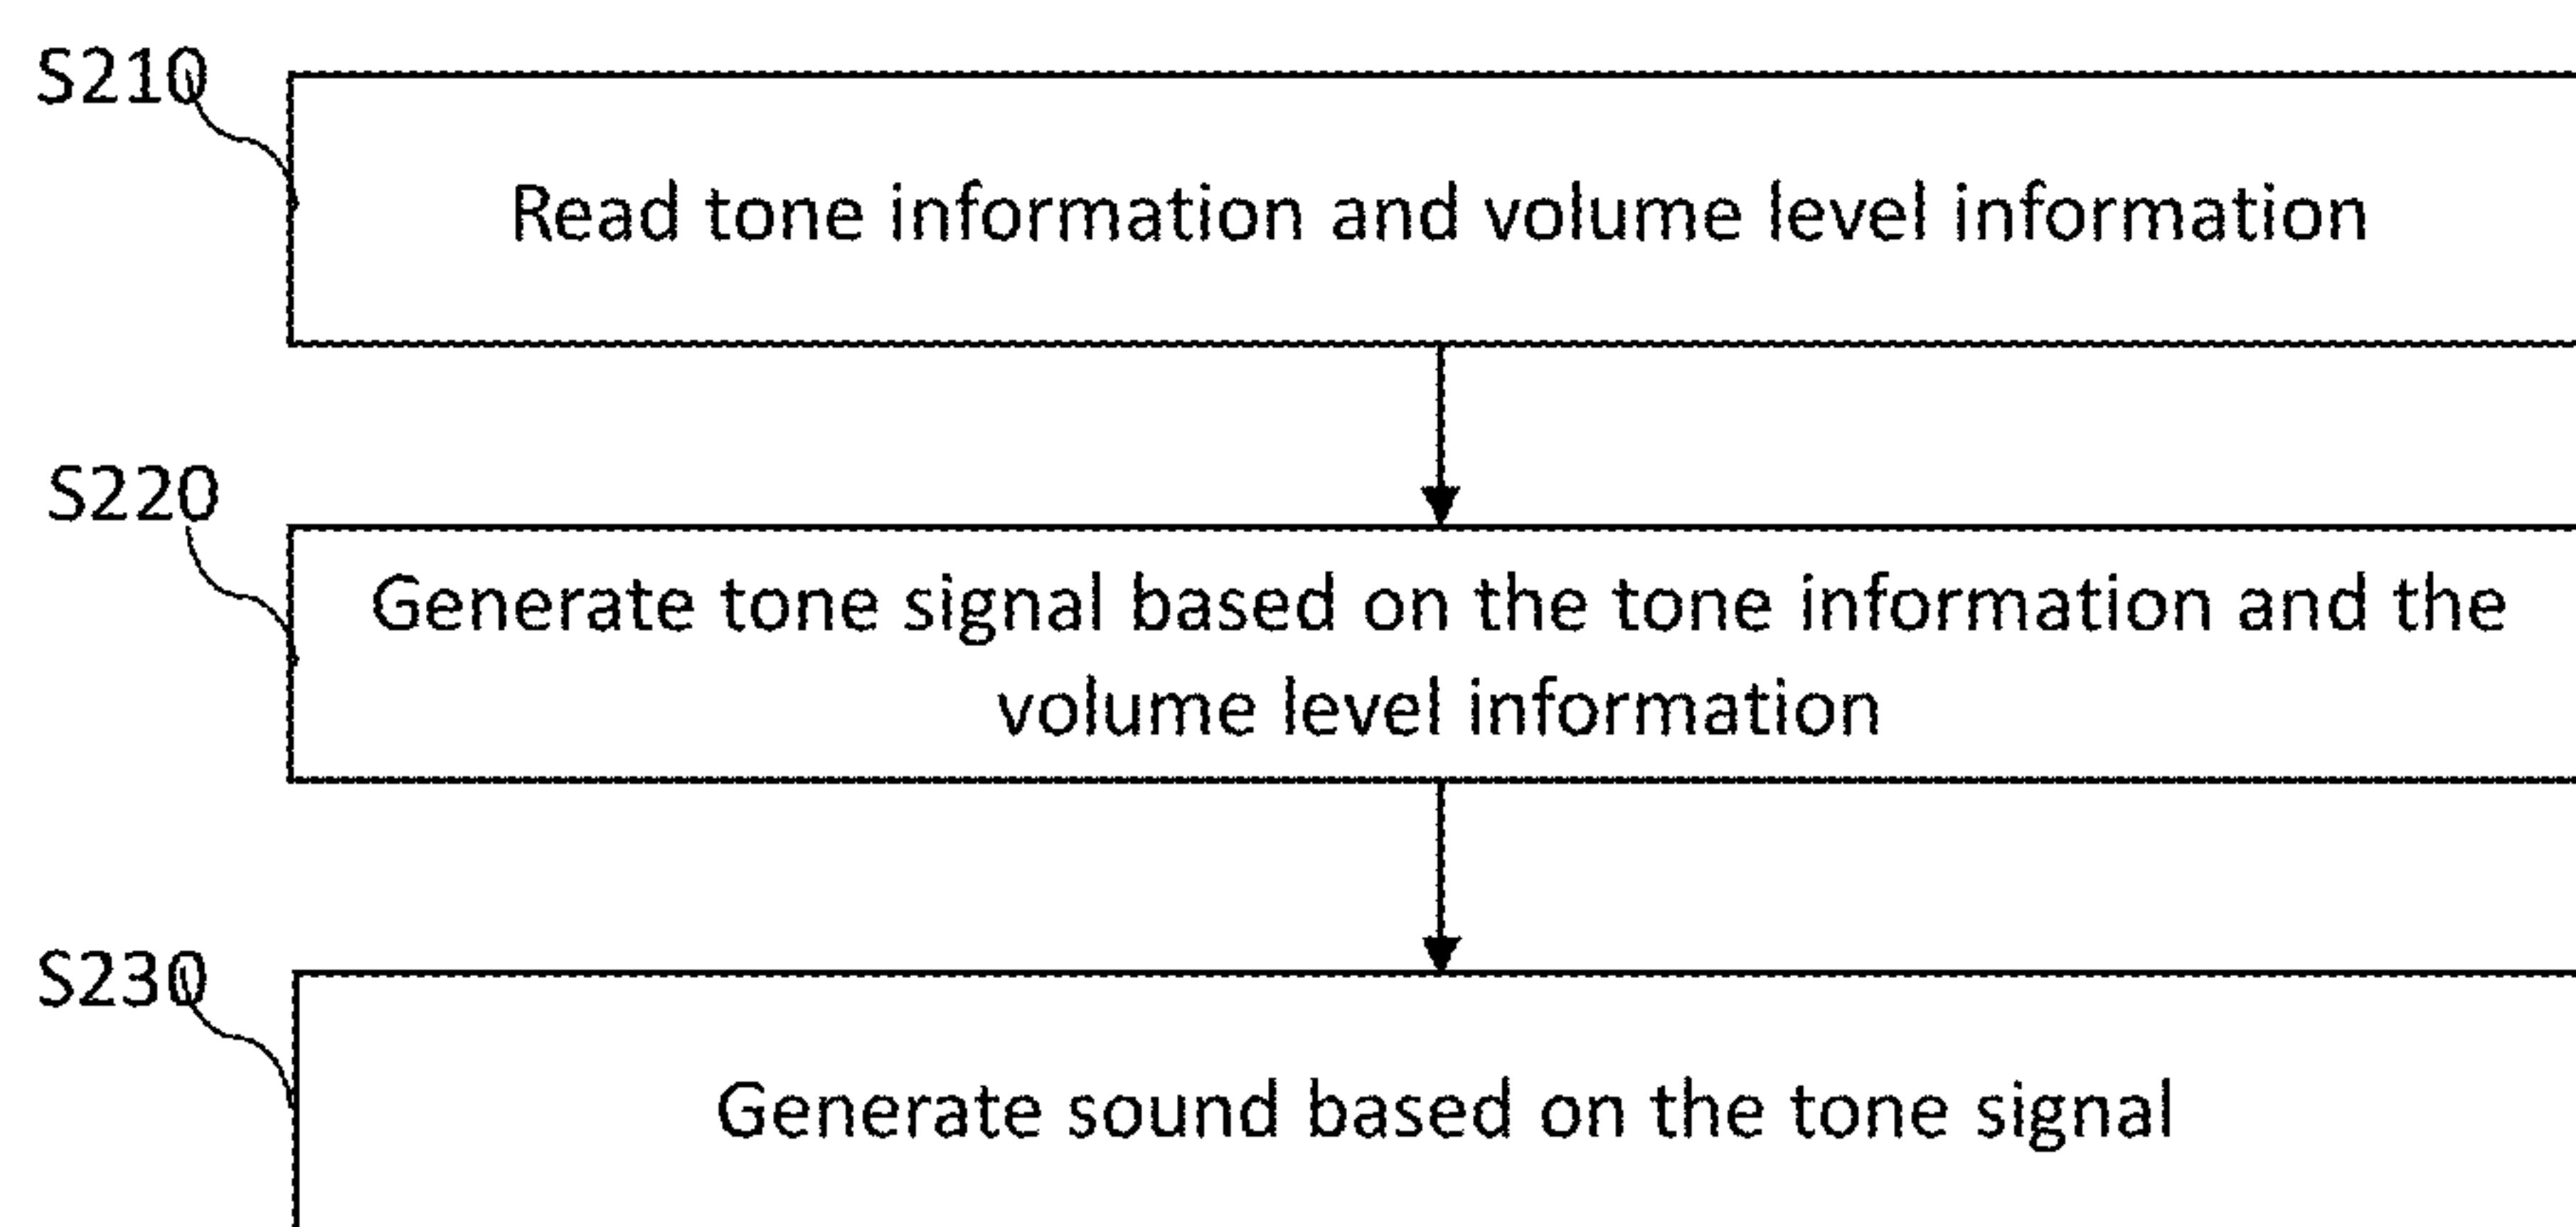 S210
Read tone information and volume level information
S220
Generate tone signal based on the tone information and the
volume level information
S230
Generate sound based on the tone signal